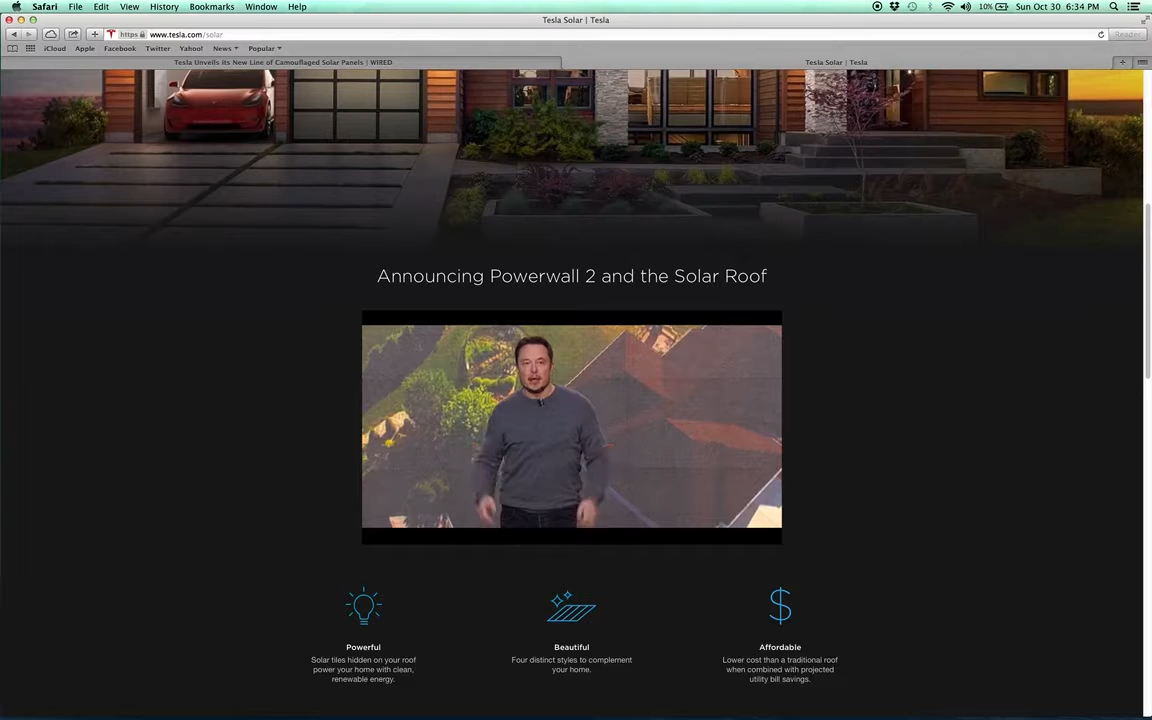 Safari File Edit View History Bookmarks Window Help 10% Sun Oct 30 6:34 PM
Tesla Solar | Tesla
https www.tesla.com/solar Reader
iCloud Apple Facebook Twitter Yahoo! News Popular
Tesla Unveils its New Line of Camouflaged Solar Panels | WIRED Tesla Solar | Tesla
Announcing Powerwall 2 and the Solar Roof
Powerful
Solar tiles hidden on your roof
power your home with clean,
renewable energy.
Beautiful
Four distinct styles to complement
your home.
Affordable
Lower cost than a traditional roof
when combined with projected
utility bill savings.